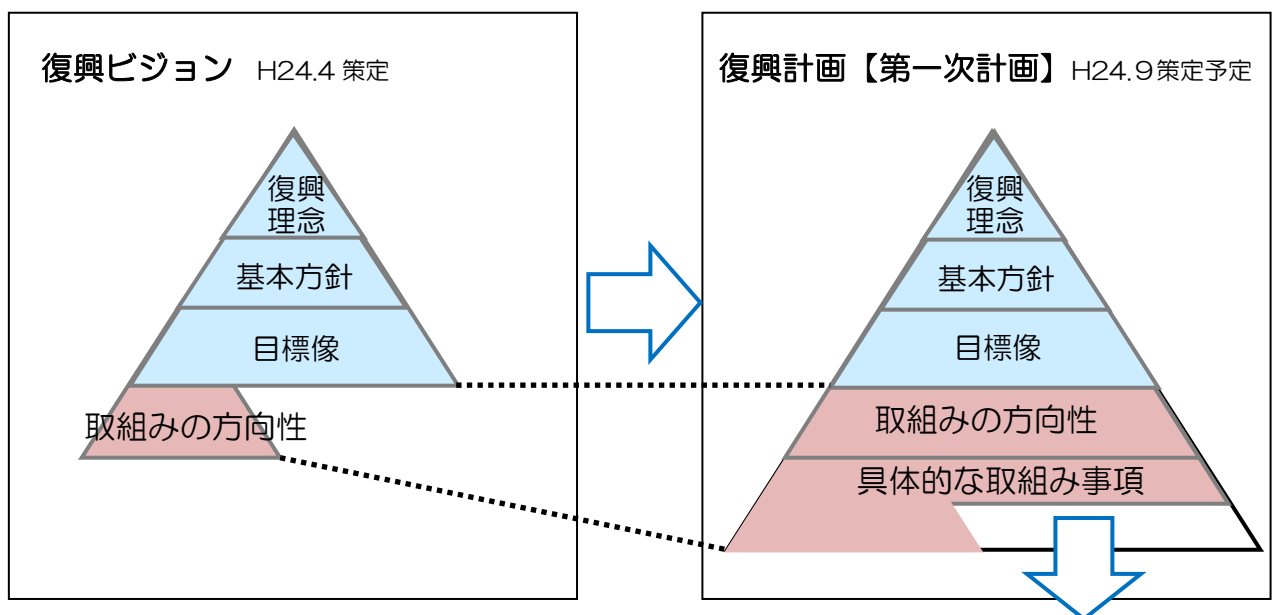 復興ビジョン H24.4 策定
復興
理念
基本方針
目標像
取組みの方向性
復興計画【第一次計画】H24.9策定予定
復興
理念
基本方針
目標像
取組みの方向性
具体的な取組み事項